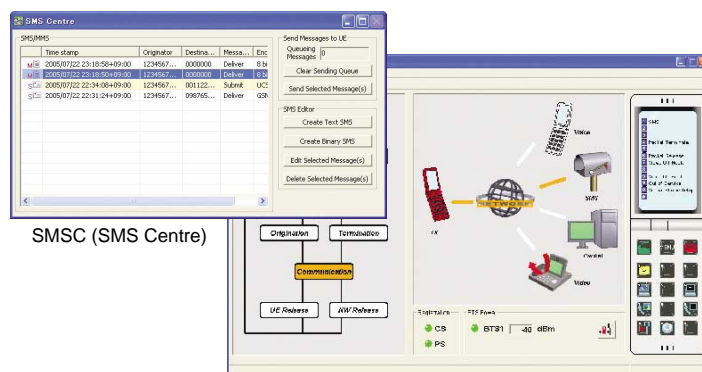 SMS Centre
SMS/MMS
Time stamp Originator Destina... Messa... Enc
2005/07/22 23:18:58+09:00 1234567... 0000000 Deliver 8 bi
2005/07/22 23:18:50+09:00 1234567... 0000000 Deliver 8 bi
2005/07/22 22:34:08+09:00 1234567... 001122... Submit UCS
2005/07/22 22:31:24+09:00 1234567... 098765... Deliver GSM
Send Messages to UE
Queueing Messages 0
Clear Sending Queue
Send Selected Message(s)
SMS Editor
Create Text SMS
Create Binary SMS
Edit Selected Message(s)
Delete Selected Message(s)
SMSC (SMS Centre)
Origination Termination
Communication
UE Release NW Release
Voice
SMS
NETWORK
UE
Video
Registration
CS
PS
BTS Power
BTS1 -40 dBm
SMS
Out of Service